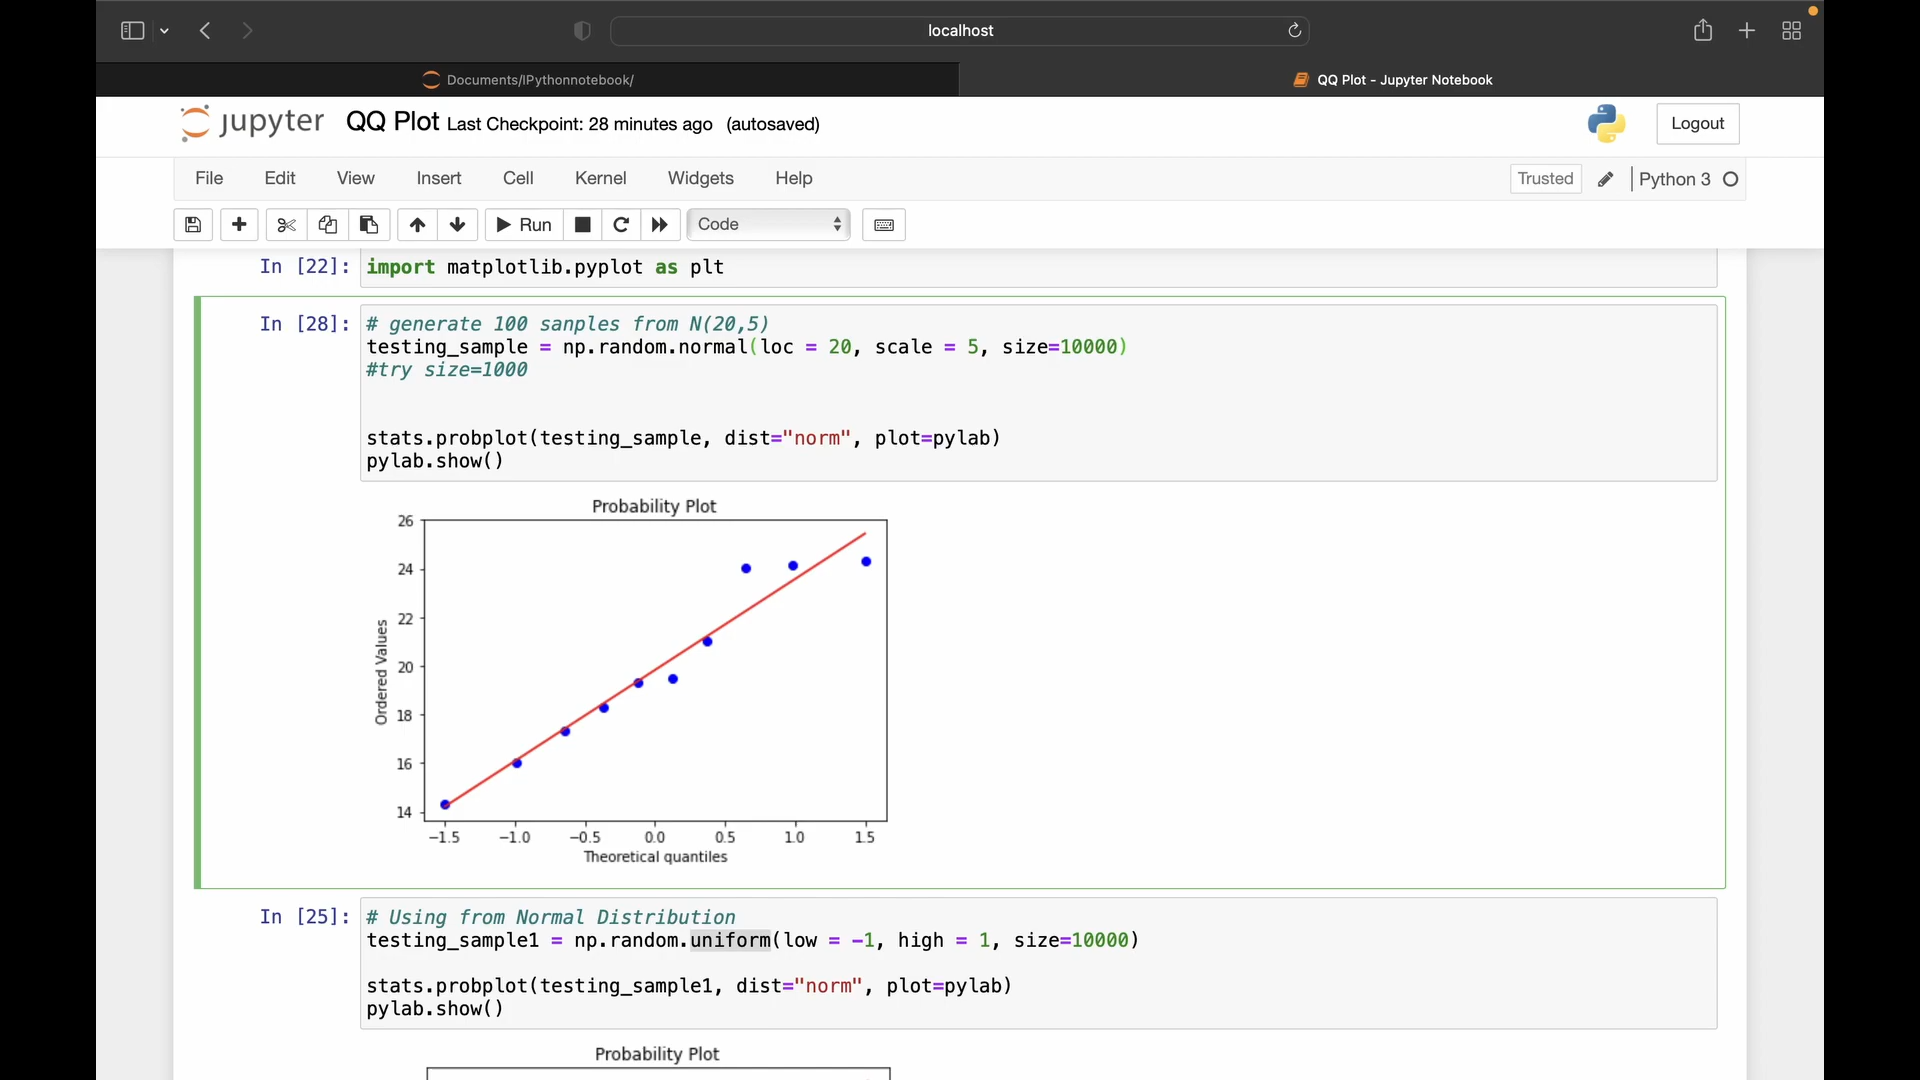 localhost
Documents/IPythonnotebook/
QQ Plot - Jupyter Notebook
jupyter QQ Plot Last Checkpoint: 28 minutes ago (autosaved)
Logout
File Edit View Insert Cell Kernel Widgets Help
Trusted
Python 3
Run
Code
In [22]: import matplotlib.pyplot as plt
In [28]: # generate 100 sanples from N(20,5)
testing_sample = np.random.normal(loc = 20, scale = 5, size=10000)
#try size=1000
stats.probplot(testing_sample, dist="norm", plot=pylab)
pylab.show()
Probability Plot
26
24
22
20
18
16
14
Ordered Values
−1.5 −1.0 −0.5 0.0 0.5 1.0 1.5
Theoretical quantiles
In [25]: # Using from Normal Distribution
testing_sample1 = np.random.uniform(low = -1, high = 1, size=10000)
stats.probplot(testing_sample1, dist="norm", plot=pylab)
pylab.show()
Probability Plot